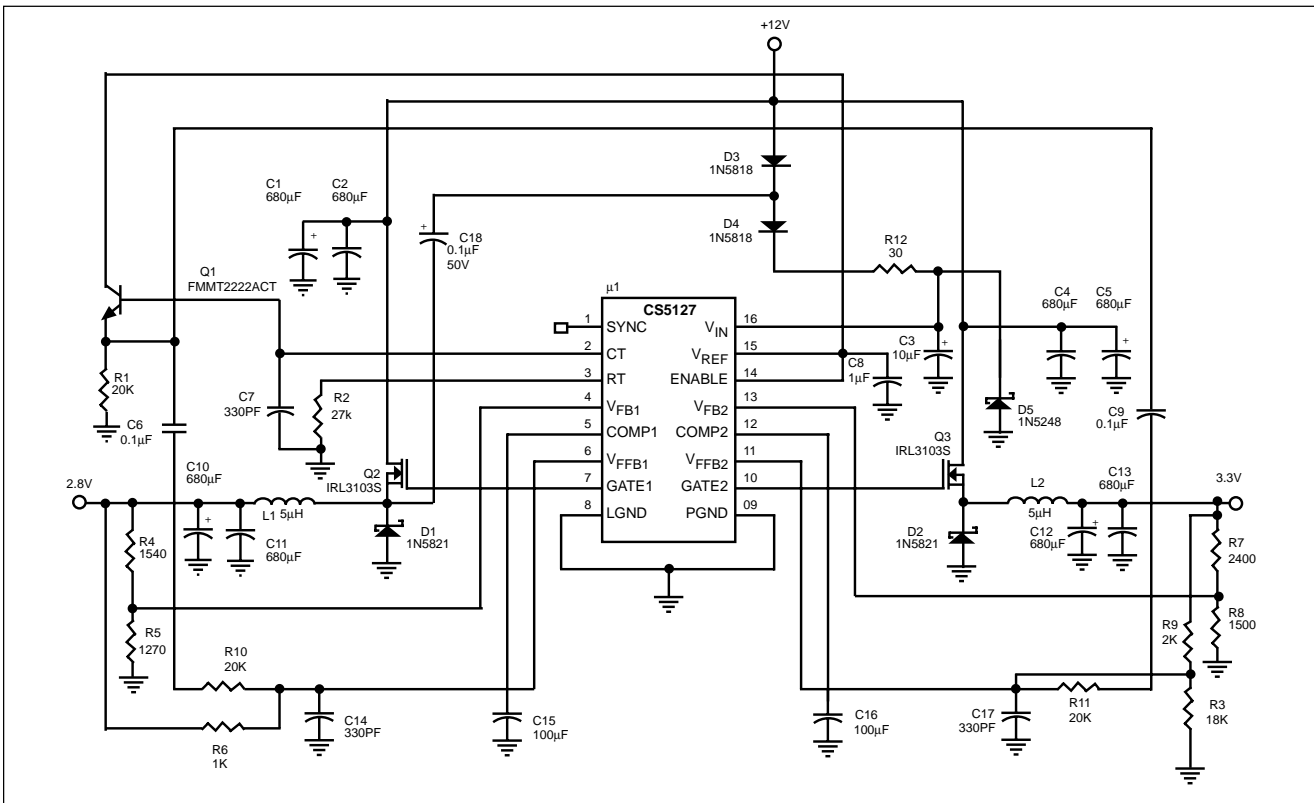 +12V
D3
1N5818
C1
680μF
C2
680μF
D4
1N5818
C18
0.1μF
50V
+
R12
30
Q1
FMMT2222ACT
μ1
CS5127
C4
680μF
C5
680μF
+
+
+
1
SYNC
VIN
16
C3
10μF
2
CT
VREF
15
C8
1μF
3
RT
ENABLE
14
4
VFB1
VFB2
13
5
COMP1
COMP2
12
6
VFFB1
VFFB2
11
7
GATE1
GATE2
10
8
LGND
PGND
09
R1
20K
C7
330PF
R2
27k
D5
1N5248
C9
0.1μF
C6
0.1μF
Q3
IRL3103S
Q2
IRL3103S
C10
680μF
C13
680μF
2.8V
3.3V
L1
5μH
L2
5μH
+
+
R4
1540
C11
680μF
D1
1N5821
D2
1N5821
C12
680μF
R7
2400
R5
1270
R9
2K
R8
1500
R10
20K
R11
20K
C14
330PF
C15
100μF
C16
100μF
C17
330PF
R3
18K
R6
1K